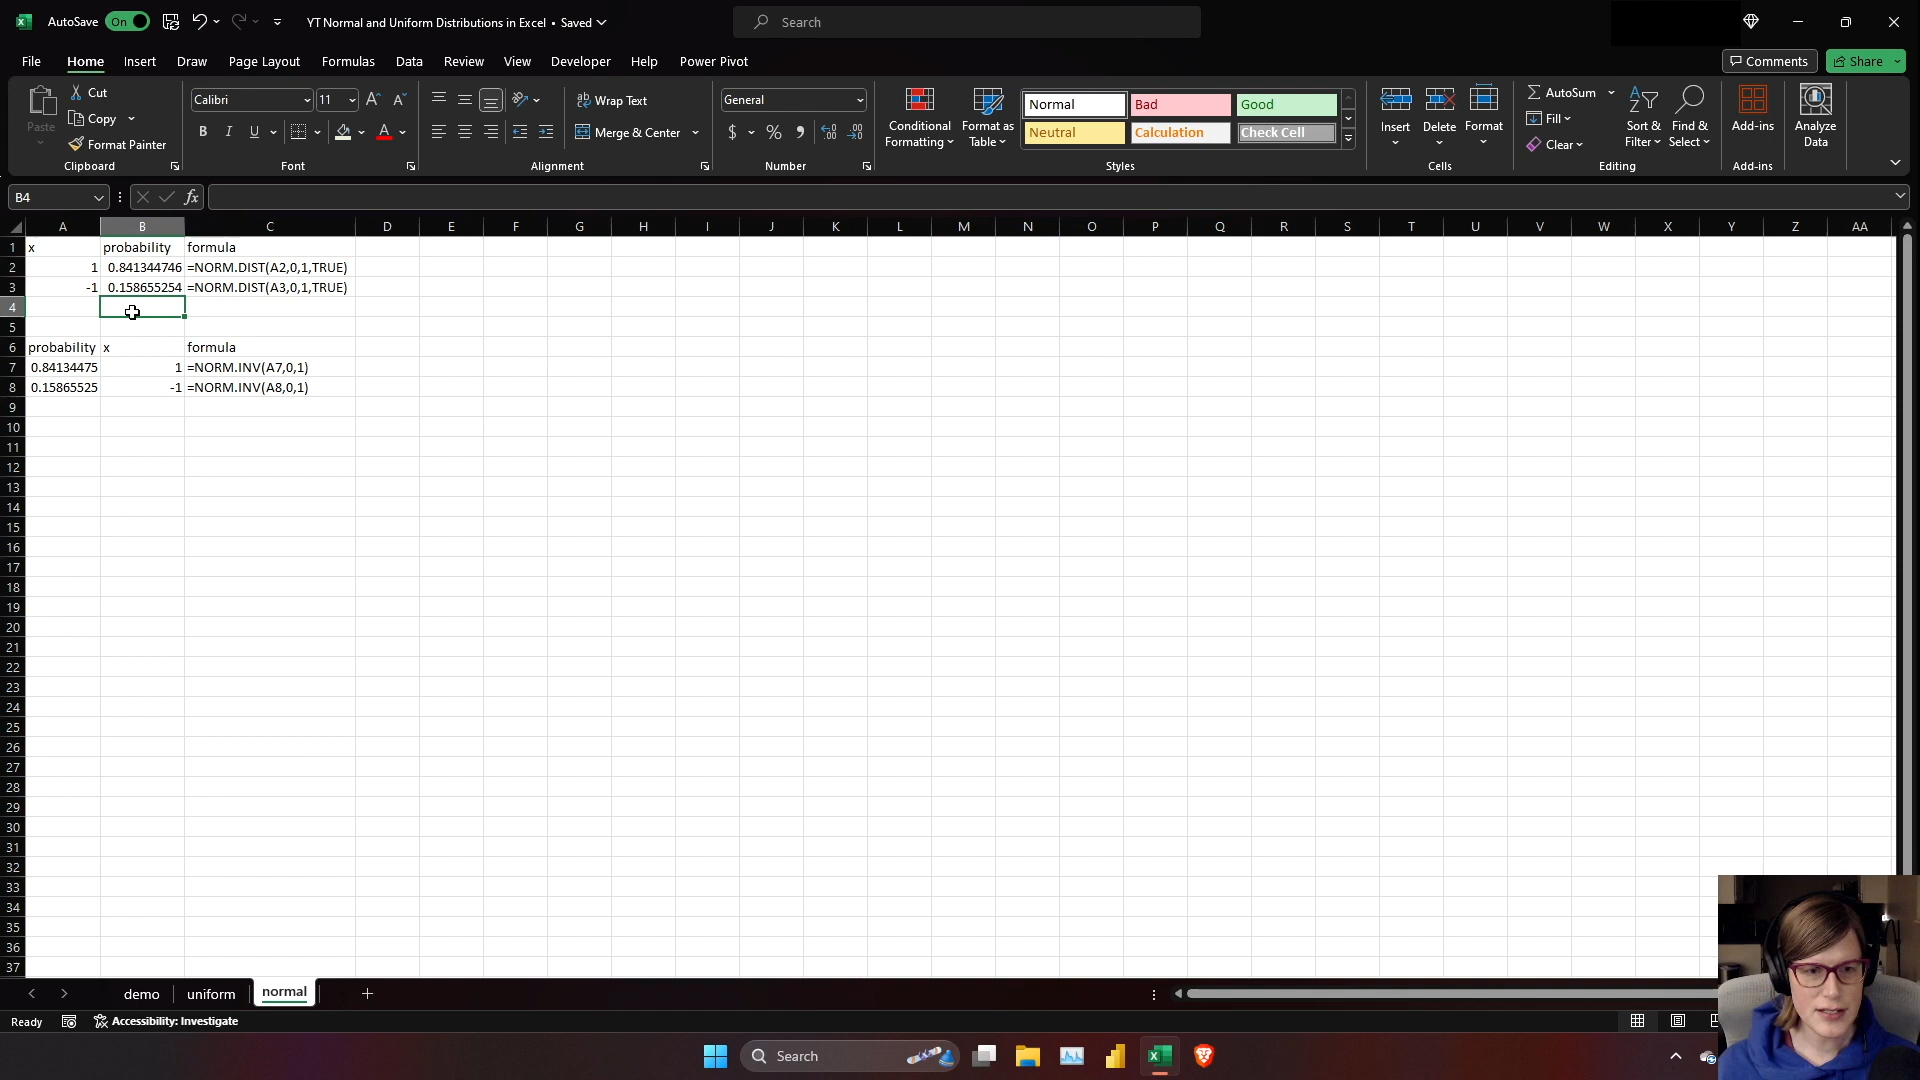 AutoSave On YT Normal and Uniform Distributions in Excel • Saved Search
File Home Insert Draw Page Layout Formulas Data Review View Developer Help Power Pivot Comments Share
Paste Cut Copy Format Painter Clipboard
Calibri 11 B I U A Font
Wrap Text Merge & Center Alignment
General $ % , Number
Conditional Formatting Format as Table
Normal Bad Good
Neutral Calculation Check Cell
Styles
Insert Delete Format Cells
AutoSum Fill Clear Sort & Filter Find & Select Editing
Add-ins Add-ins
Analyze Data
B4 fx
A B C D E F G H I J K L M N O P Q R S T U V W X Y Z AA
1 x probability formula
2 1 0.841344746 =NORM.DIST(A2,0,1,TRUE)
3 -1 0.158655254 =NORM.DIST(A3,0,1,TRUE)
4
5
6 probability x formula
7 0.84134475 1 =NORM.INV(A7,0,1)
8 0.15865525 -1 =NORM.INV(A8,0,1)
9
10
11
12
13
14
15
16
17
18
19
20
21
22
23
24
25
26
27
28
29
30
31
32
33
34
35
36
37
demo uniform normal
Ready Accessibility: Investigate
Search